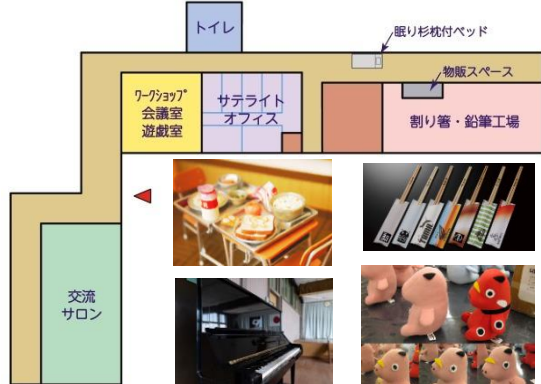 トイレ
眠り杉枕付ベッド
物販スペース
ワークショップ
会議室
遊戯室
サテライト
オフィス
割り箸・鉛筆工場
交流
サロン